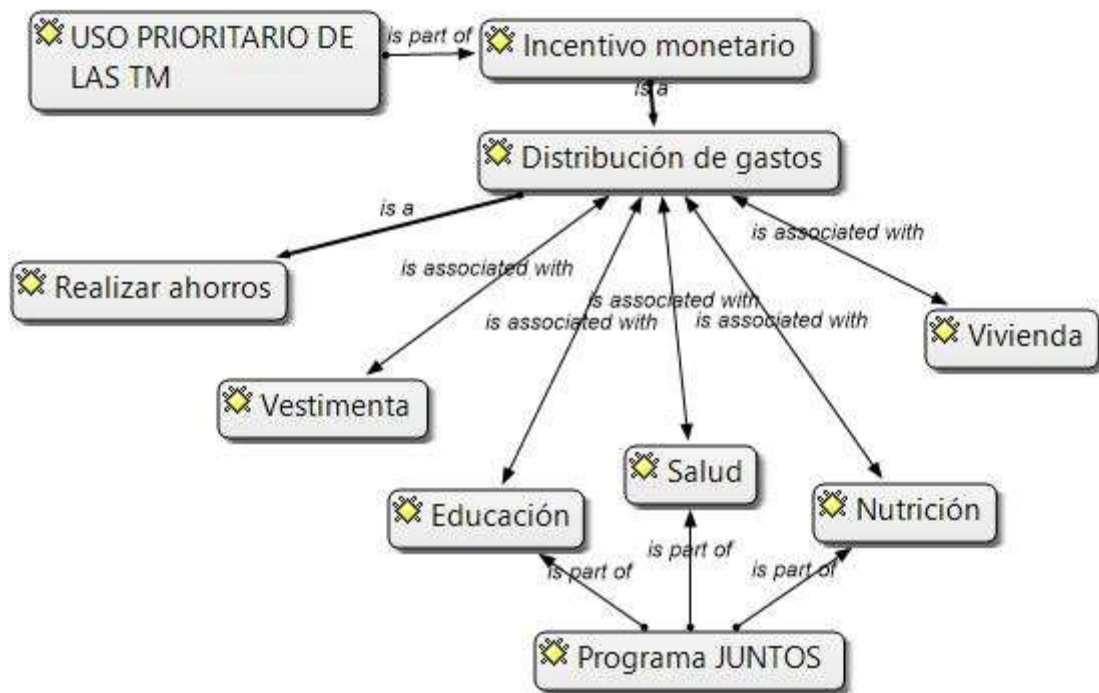 USO PRIORITARIO DE
LAS TM
is part of
Incentivo monetario
is a
Distribución de gastos
is a
is associated with
is associated with
is associated with
is associated with
is associated with
Realizar ahorros
Vivienda
Vestimenta
Salud
Educación
Nutrición
is part of
is part of
is part of
Programa JUNTOS